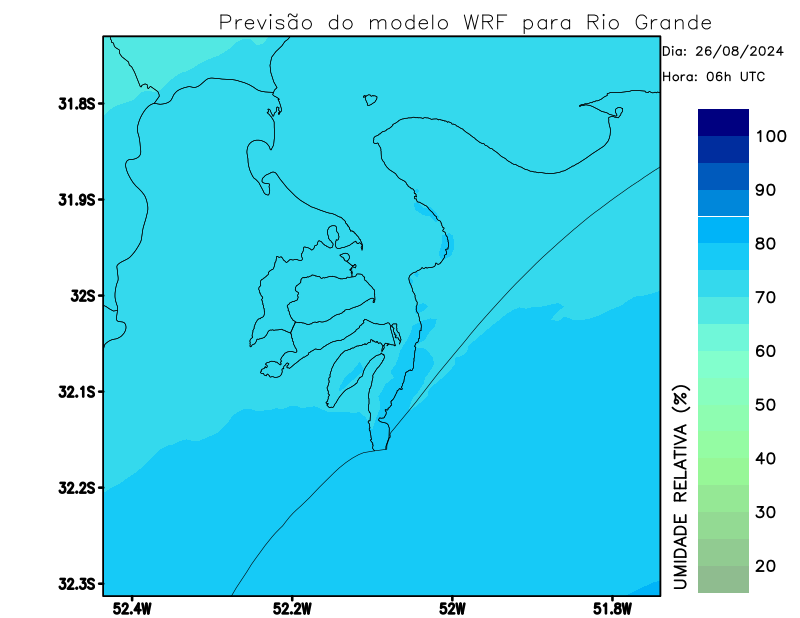 Previsão do modelo WRF para Rio Grande
Dia: 26/08/2024
Hora: 06h UTC
31.8S
31.9S
32S
32.1S
32.2S
32.3S
52.4W
52.2W
52W
51.8W
100
90
80
70
60
50
40
30
20
UMIDADE RELATIVA (%)